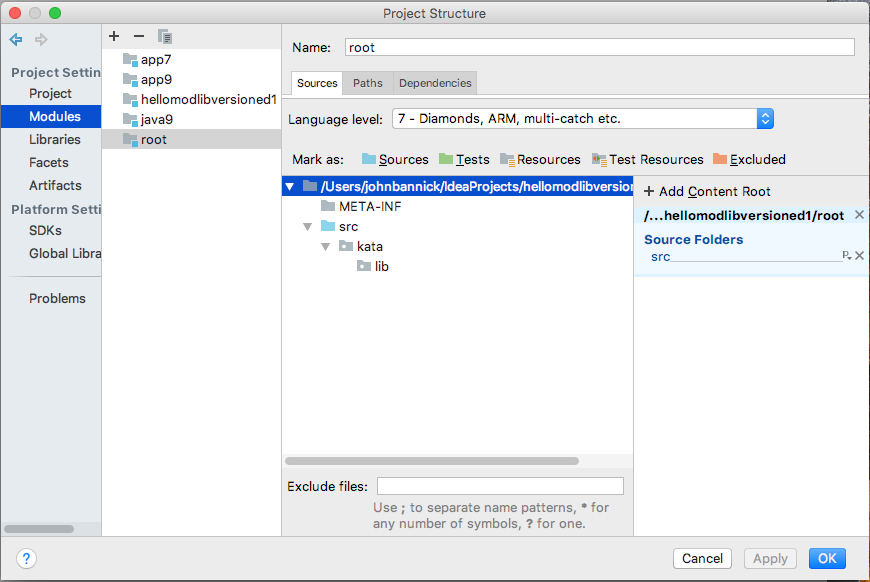 Project Structure
Project Settin
Project
Modules
Libraries
Facets
Artifacts
Platform Setti
SDKs
Global Libra
Problems
app7
app9
hellomodlibversioned1
java9
root
Name: root
Sources Paths Dependencies
Language level: 7 - Diamonds, ARM, multi-catch etc.
Mark as: Sources Tests Resources Test Resources Excluded
/Users/johnbannick/IdeaProjects/hellomodlibversion
META-INF
src
kata
lib
+ Add Content Root
/...hellomodlibversioned1/root
Source Folders
src
Exclude files:
Use ; to separate name patterns, * for
any number of symbols, ? for one.
? Cancel Apply OK